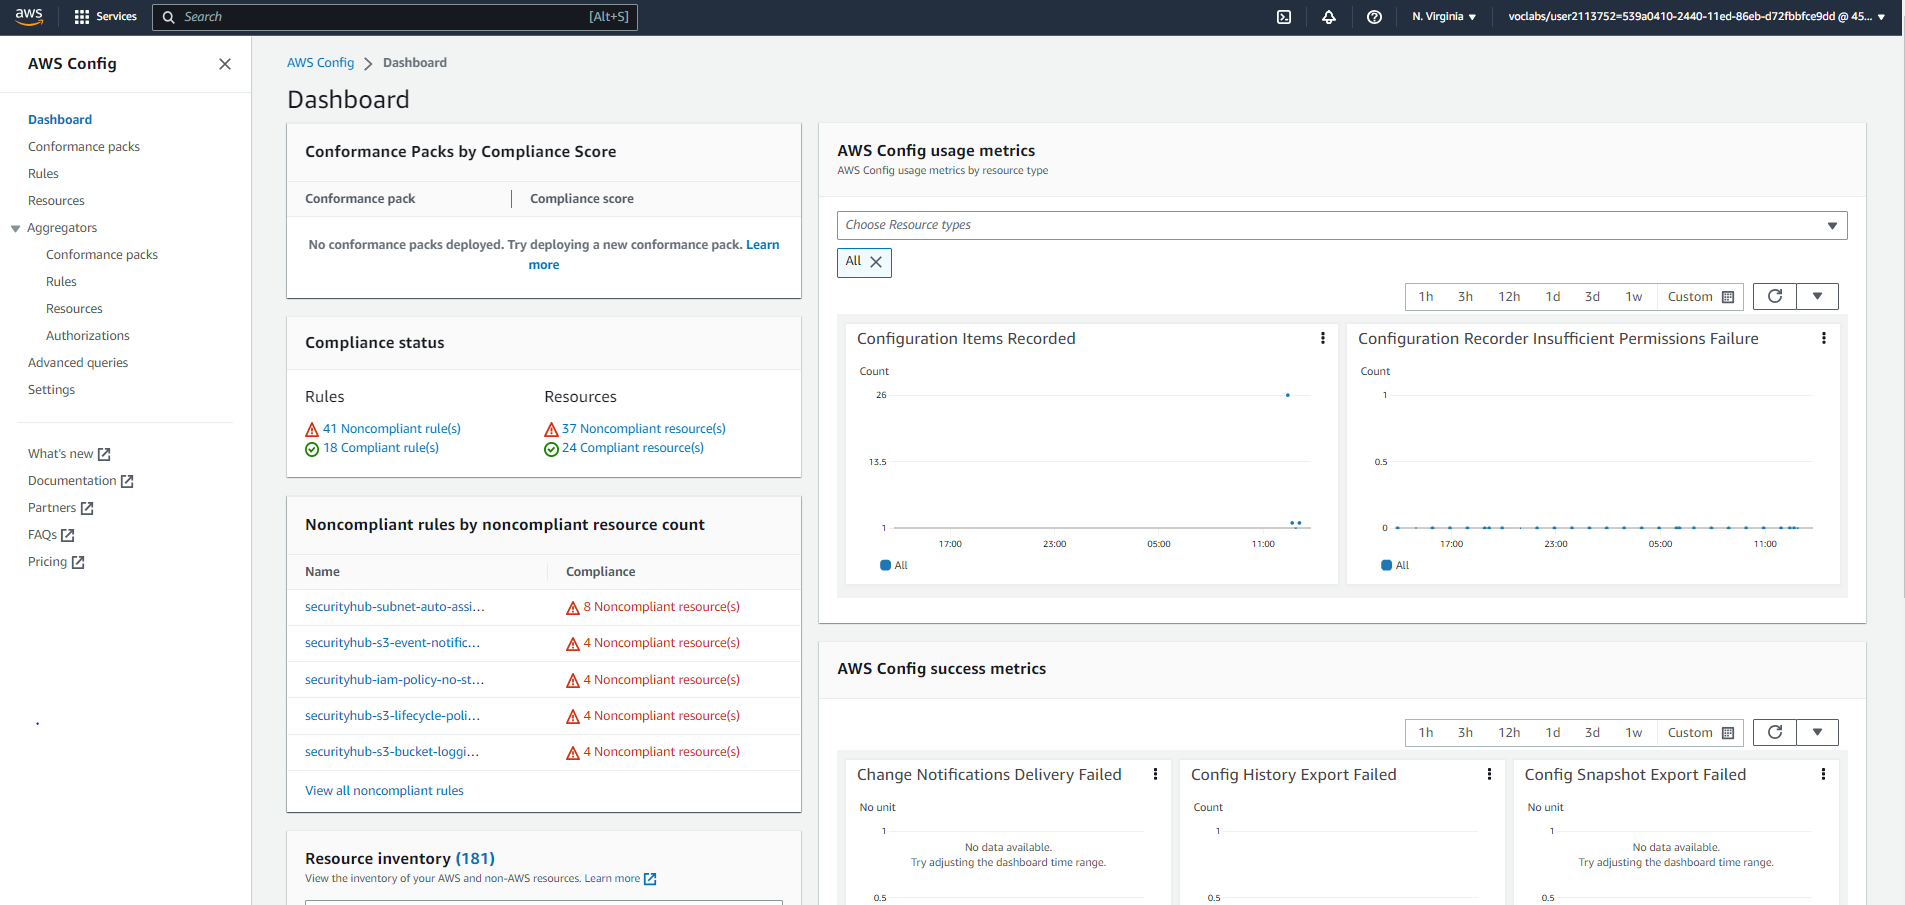 aws
Services
Search
[Alt+S]
N. Virginia
voclabs/user2113752=539a0410-2440-11ed-86eb-d72fbbfce9dd @ 45...
AWS Config
Dashboard
Conformance packs
Rules
Resources
Aggregators
Conformance packs
Rules
Resources
Authorizations
Advanced queries
Settings
What's new
Documentation
Partners
FAQs
Pricing
AWS Config
Dashboard
Dashboard
Conformance Packs by Compliance Score
Conformance pack
Compliance score
No conformance packs deployed. Try deploying a new conformance pack. Learn
more
Compliance status
Rules
41 Noncompliant rule(s)
18 Compliant rule(s)
Resources
37 Noncompliant resource(s)
24 Compliant resource(s)
Noncompliant rules by noncompliant resource count
Name
Compliance
securityhub-subnet-auto-assi...
8 Noncompliant resource(s)
securityhub-s3-event-notific...
4 Noncompliant resource(s)
securityhub-iam-policy-no-st...
4 Noncompliant resource(s)
securityhub-s3-lifecycle-poli...
4 Noncompliant resource(s)
securityhub-s3-bucket-loggi...
4 Noncompliant resource(s)
View all noncompliant rules
Resource inventory (181)
View the inventory of your AWS and non-AWS resources. Learn more
AWS Config usage metrics
AWS Config usage metrics by resource type
Choose Resource types
All
1h 3h 12h 1d 3d 1w Custom
Configuration Items Recorded
Count
26
13.5
1
17:00 23:00 05:00 11:00
All
Configuration Recorder Insufficient Permissions Failure
Count
1
0.5
0
17:00 23:00 05:00 11:00
All
AWS Config success metrics
1h 3h 12h 1d 3d 1w Custom
Change Notifications Delivery Failed
No unit
1
No data available.
Try adjusting the dashboard time range.
0.5
Config History Export Failed
Count
1
0.5
Config Snapshot Export Failed
No unit
1
No data available.
Try adjusting the dashboard time range.
0.5